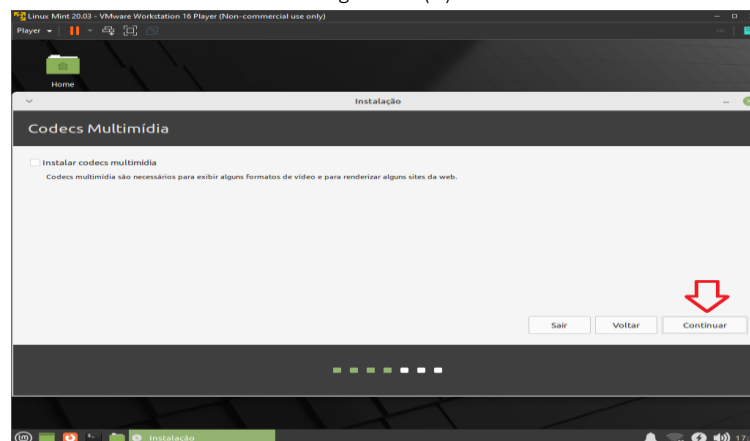 Linux Mint 20.03 - VMware Workstation 16 Player (Non-commercial use only)
Player
Home
Instalação
Codecs Multimídia
Instalar codecs multimídia
Codecs multimídia são necessários para exibir alguns formatos de vídeo e para renderizar alguns sites da web.
Sair Voltar Continuar
Instalação